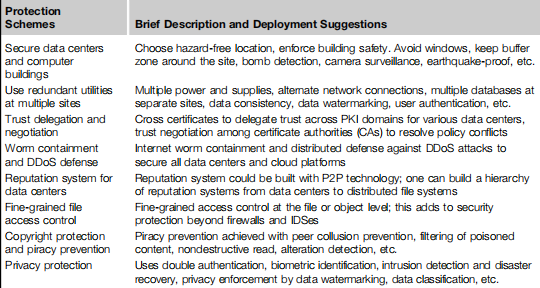 Protection
Schemes
Brief Description and Deployment Suggestions
Secure data centers
and computer
buildings
Choose hazard-free location, enforce building safety. Avoid windows, keep buffer
zone around the site, bomb detection, camera surveillance, earthquake-proof, etc.
Use redundant utilities
at multiple sites
Multiple power and supplies, alternate network connections, multiple databases at
separate sites, data consistency, data watermarking, user authentication, etc.
Trust delegation and
negotiation
Cross certificates to delegate trust across PKI domains for various data centers,
trust negotiation among certificate authorities (CAs) to resolve policy conflicts
Worm containment
and DDoS defense
Internet worm containment and distributed defense against DDoS attacks to
secure all data centers and cloud platforms
Reputation system for
data centers
Reputation system could be built with P2P technology; one can build a hierarchy
of reputation systems from data centers to distributed file systems
Fine-grained file
access control
Fine-grained access control at the file or object level; this adds to security
protection beyond firewalls and IDSes
Copyright protection
and piracy prevention
Piracy prevention achieved with peer collusion prevention, filtering of poisoned
content, nondestructive read, alteration detection, etc.
Privacy protection
Uses double authentication, biometric identification, intrusion detection and disaster
recovery, privacy enforcement by data watermarking, data classification, etc.